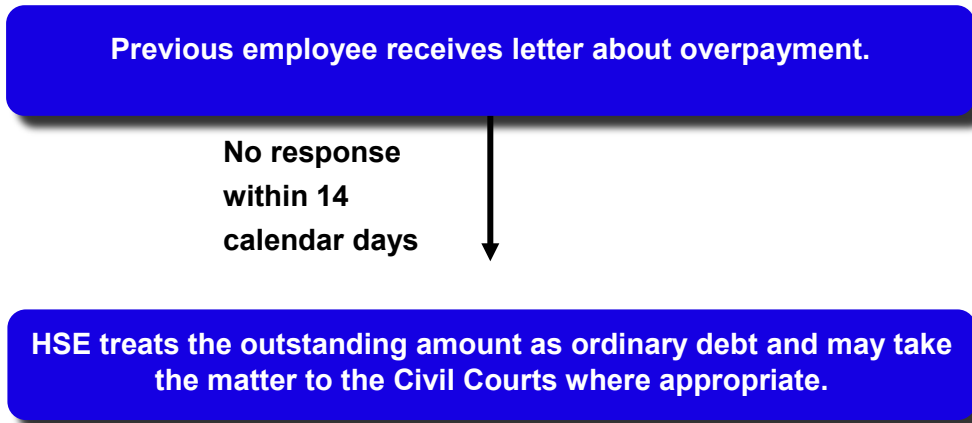 Previous employee receives letter about overpayment.
No response
within 14
calendar days
HSE treats the outstanding amount as ordinary debt and may take
the matter to the Civil Courts where appropriate.